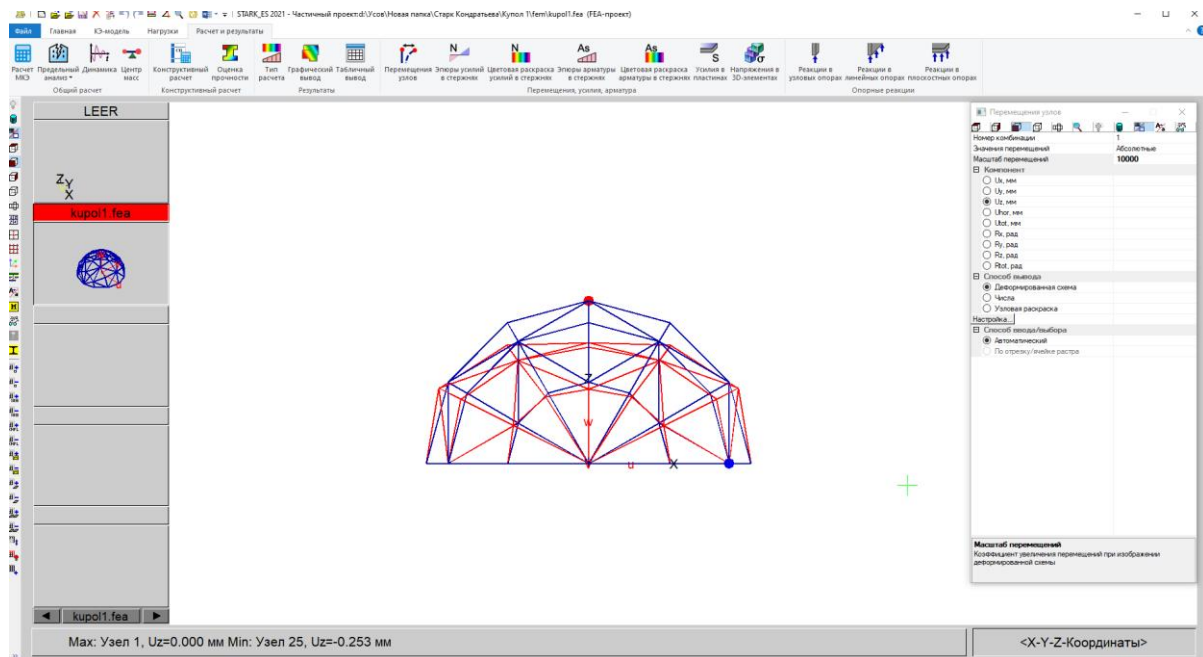 STARK_ES 2021 - Частичный проект:d:\Усов\Новая папка\Старк Кондратьева\Купол 1\fem\kupol1.fea (FEA-проект)
Файл Главная КЭ-модель Нагрузки Расчет и результаты
Расчет МКЭ
Предельный анализ
Динамика
Центр масс
Конструктивный расчет
Оценка прочности
Тип расчета
Графический вывод
Табличный вывод
Перемещения узлов
Эпюры усилий в стержнях
Цветовая раскраска усилий в стержнях
Эпюры арматуры в стержнях
Цветовая раскраска арматуры в стержнях
Усилия в пластинах
Напряжения в 3D-элементах
Реакции в узловых опорах
Реакции в линейных опорах
Реакции в плоскостных опорах
Общий расчет
Конструктивный расчет
Результаты
Перемещения, усилия, арматура
Опорные реакции
LEER
Z Y
X
kupol1.fea
Z
w
u X
Перемещения узлов
Номер комбинации 1
Значения перемещений Абсолютные
Масштаб перемещений 10000
Компонент
Ux, мм
Uy, мм
Uz, мм
Uhor, мм
Utot, мм
Rx, рад
Ry, рад
Rz, рад
Rtot, рад
Способ вывода
Деформированная схема
Числа
Узловая раскраска
Настройка...
Способ ввода/выбора
Автоматический
По отрезку/ячейке растра
Масштаб перемещений
Коэффициент увеличения перемещений при изображении
деформированной схемы
kupol1.fea
Max: Узел 1, Uz=0.000 мм Min: Узел 25, Uz=-0.253 мм
<X-Y-Z-Координаты>